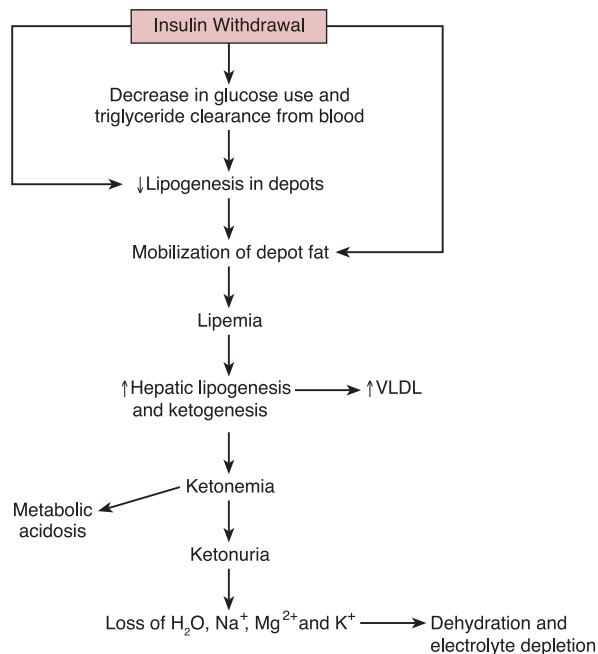 Insulin Withdrawal
Decrease in glucose use and
triglyceride clearance from blood
↓Lipogenesis in depots
Mobilization of depot fat
Lipemia
↑Hepatic lipogenesis
and ketogenesis
↑VLDL
Ketonemia
Metabolic
acidosis
Ketonuria
Loss of H₂O, Na⁺, Mg²⁺ and K⁺
Dehydration and
electrolyte depletion